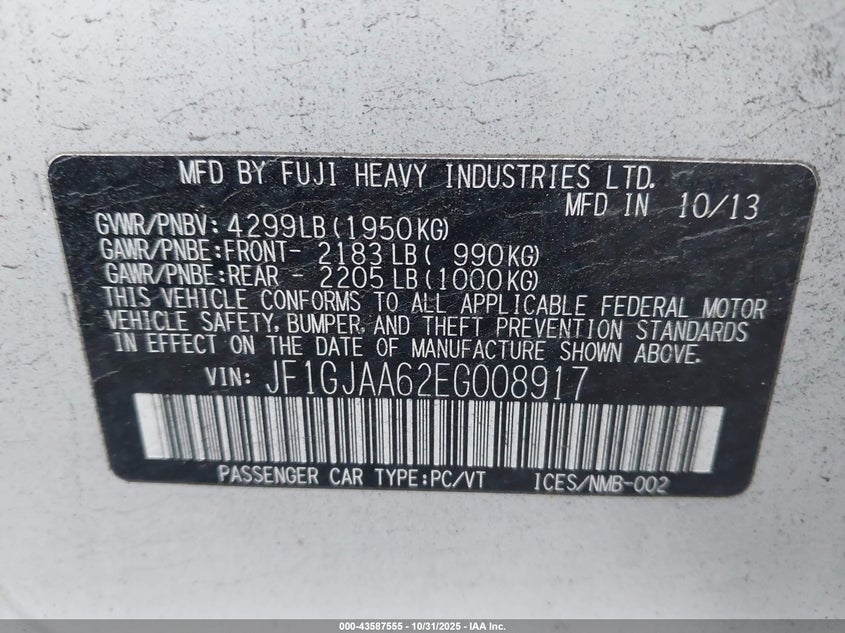 MFD BY FUJI HEAVY INDUSTRIES LTD.
MFD IN 10/13
GVWR/PNBV: 4299LB(1950KG)
GAWR/PNBE:FRONT- 2183LB( 990KG)
GAWR/PNBE:REAR - 2205LB(1000KG)
THIS VEHICLE CONFORMS TO ALL APPLICABLE FEDERAL MOTOR
VEHICLE SAFETY, BUMPER, AND THEFT PREVENTION STANDARDS
IN EFFECT ON THE DATE OF MANUFACTURE SHOWN ABOVE.
VIN: JF1GJAA62EG008917
PASSENGER CAR TYPE:PC/VT ICES/NMB-002
000-43587555 - 10/31/2025 - IAA Inc.